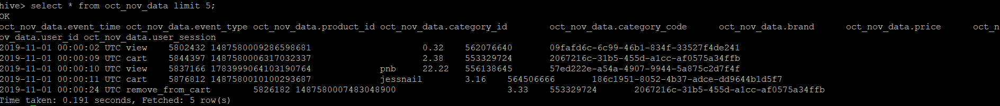 hive> select * from oct_nov_data limit 5;
OK
oct_nov_data.event_time oct_nov_data.event_type oct_nov_data.product_id oct_nov_data.category_id oct_nov_data.category_code oct_nov_data.brand oct_nov_data.price oct_n
ov_data.user_id oct_nov_data.user_session
2019-11-01 00:00:02 UTC view 5802432 1487580009286598681 0.32 562076640 09fafd6c-6c99-46b1-834f-33527f4de241
2019-11-01 00:00:09 UTC cart 5844397 1487580006317032337 2.38 553329724 2067216c-31b5-455d-a1cc-af0575a34ffb
2019-11-01 00:00:10 UTC view 5837166 1783999064103190764 pnb 22.22 556138645 57ed222e-a54a-4907-9944-5a875c2d7f4f
2019-11-01 00:00:11 UTC cart 5876812 1487580010100293687 jessnail 3.16 564506666 186c1951-8052-4b37-adce-dd9644b1d5f7
2019-11-01 00:00:24 UTC remove_from_cart 5826182 1487580007483048900 3.33 553329724 2067216c-31b5-455d-a1cc-af0575a34ffb
Time taken: 0.191 seconds, Fetched: 5 row(s)